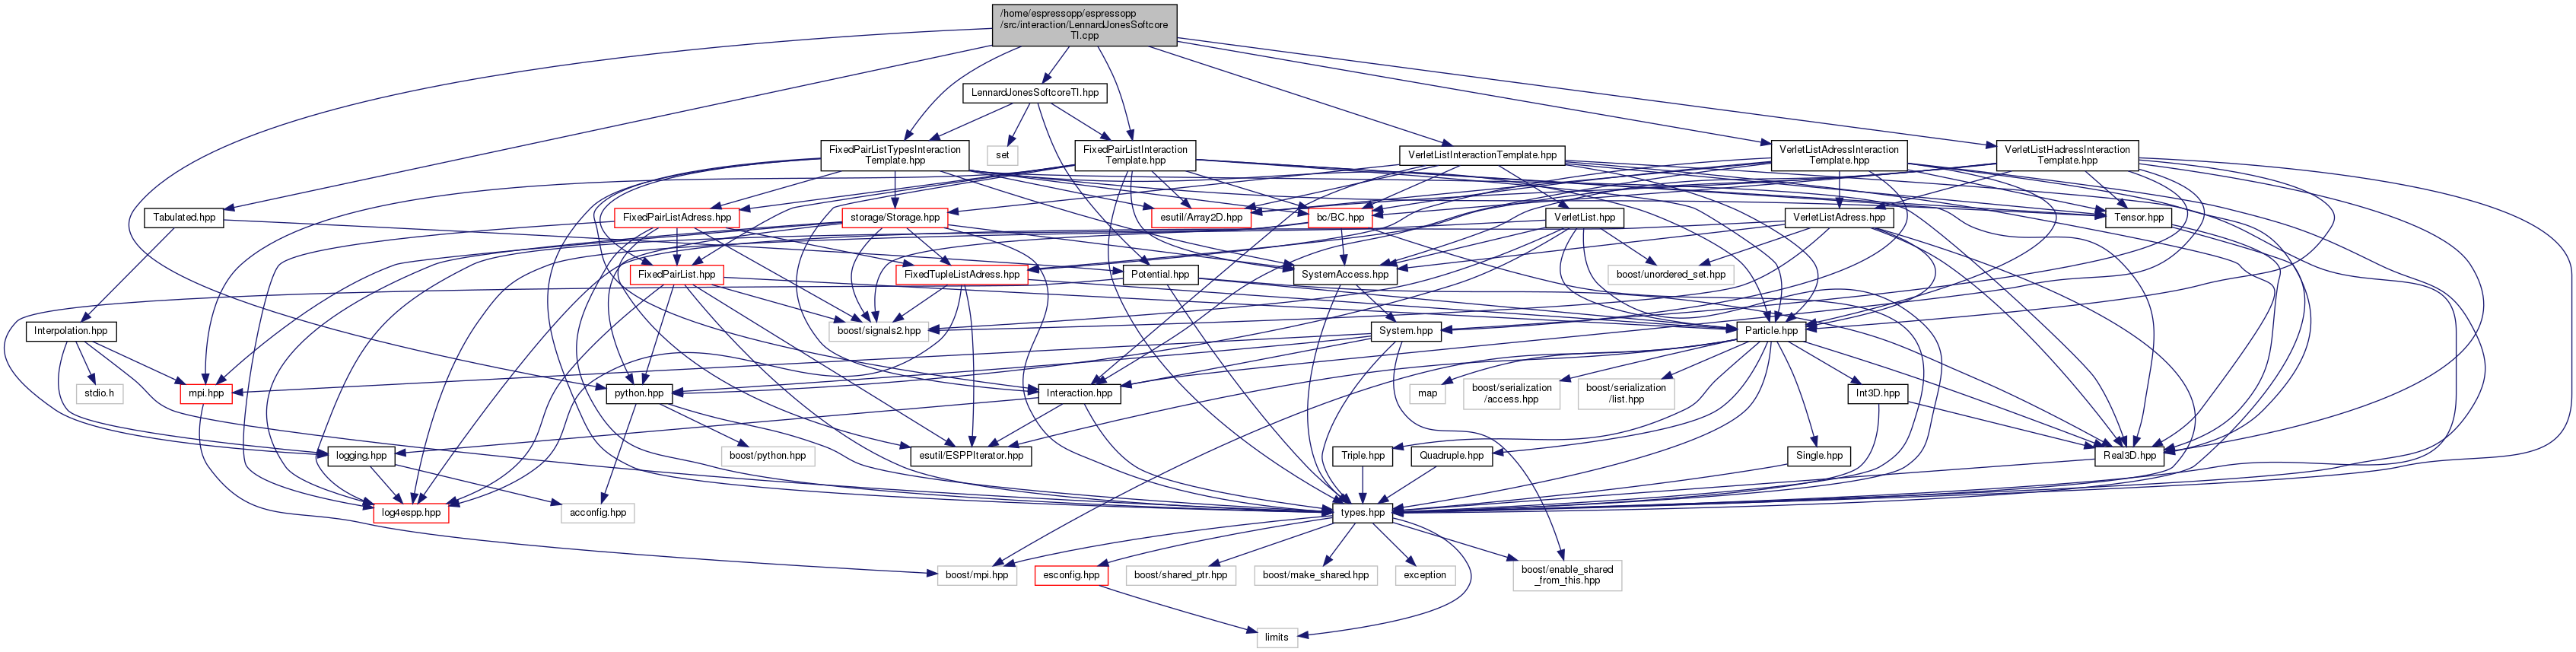 /home/espressopp/espressopp
/src/interaction/LennardJonesSoftcore
TI.cpp
LennardJonesSoftcoreTI.hpp
FixedPairListTypesInteraction
Template.hpp
set
FixedPairListInteraction
Template.hpp
VerletListInteractionTemplate.hpp
VerletListAdressInteraction
Template.hpp
VerletListHadressInteraction
Template.hpp
Tabulated.hpp
FixedPairListAdress.hpp
storage/Storage.hpp
esutil/Array2D.hpp
bc/BC.hpp
VerletList.hpp
VerletListAdress.hpp
Tensor.hpp
FixedPairList.hpp
FixedTupleListAdress.hpp
Potential.hpp
SystemAccess.hpp
boost/unordered_set.hpp
Interpolation.hpp
boost/signals2.hpp
System.hpp
Particle.hpp
stdio.h
mpi.hpp
python.hpp
Interaction.hpp
map
boost/serialization
/access.hpp
boost/serialization
/list.hpp
Int3D.hpp
logging.hpp
boost/python.hpp
esutil/ESPPIterator.hpp
Triple.hpp
Quadruple.hpp
Single.hpp
Real3D.hpp
log4espp.hpp
acconfig.hpp
types.hpp
boost/mpi.hpp
esconfig.hpp
boost/shared_ptr.hpp
boost/make_shared.hpp
exception
boost/enable_shared
_from_this.hpp
limits